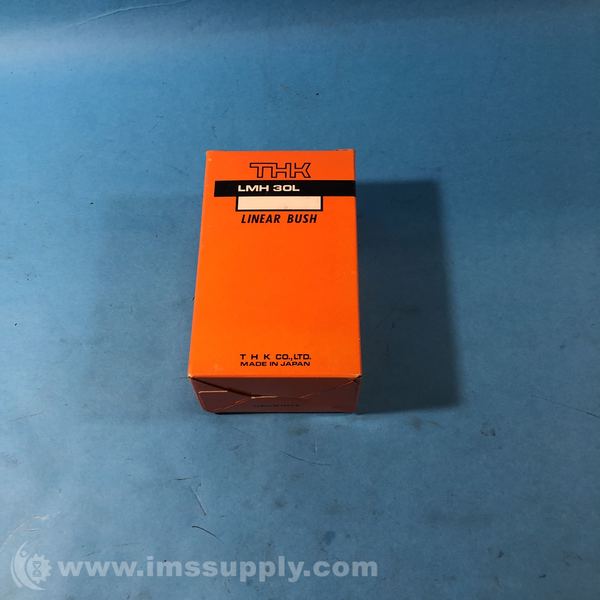 THK
LMH 30L
LINEAR BUSH
T H K CO.,LTD.
MADE IN JAPAN
www.imssupply.com